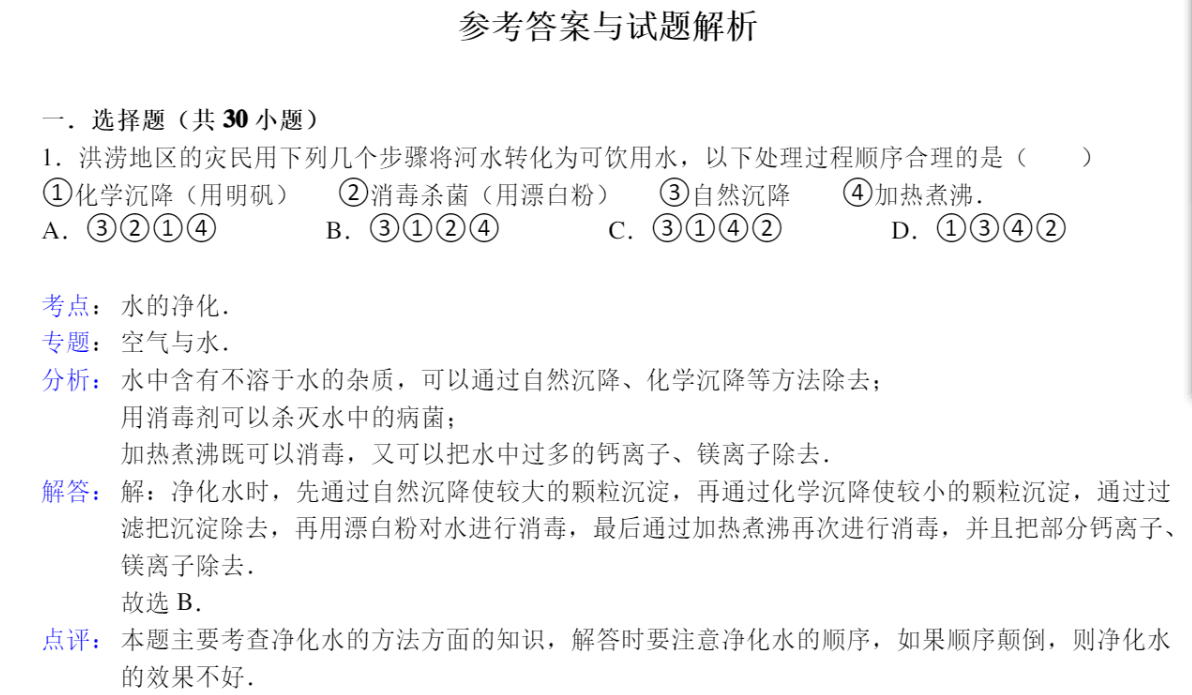 参考答案与试题解析
一．选择题（共 30 小题）
1．洪涝地区的灾民用下列几个步骤将河水转化为可饮用水，以下处理过程顺序合理的是（　　）
①化学沉降（用明矾）　②消毒杀菌（用漂白粉）　③自然沉降　④加热煮沸．
A．③②①④　B．③①②④　C．③①④②　D．①③④②
考点：水的净化．
专题：空气与水．
分析：水中含有不溶于水的杂质，可以通过自然沉降、化学沉降等方法除去；
用消毒剂可以杀灭水中的病菌；
加热煮沸既可以消毒，又可以把水中过多的钙离子、镁离子除去．
解答：解：净化水时，先通过自然沉降使较大的颗粒沉淀，再通过化学沉降使较小的颗粒沉淀，通过过
滤把沉淀除去，再用漂白粉对水进行消毒，最后通过加热煮沸再次进行消毒，并且把部分钙离子、
镁离子除去．
故选 B．
点评：本题主要考查净化水的方法方面的知识，解答时要注意净化水的顺序，如果顺序颠倒，则净化水
的效果不好．